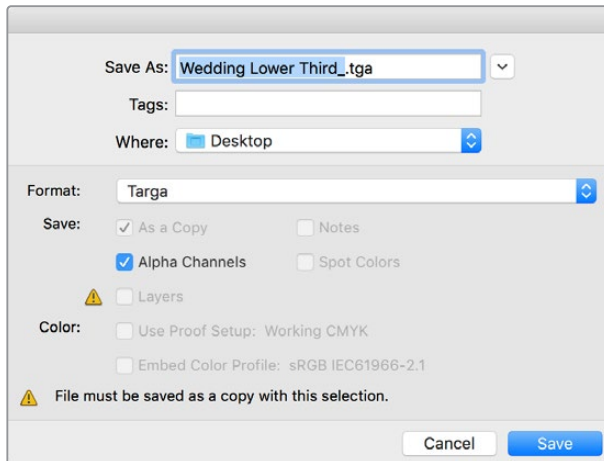 Save As: Wedding Lower Third_.tga
Tags:
Where: Desktop
Format: Targa
Save: As a Copy Notes
Alpha Channels Spot Colors
Layers
Color: Use Proof Setup: Working CMYK
Embed Color Profile: sRGB IEC61966-2.1
File must be saved as a copy with this selection.
Cancel Save